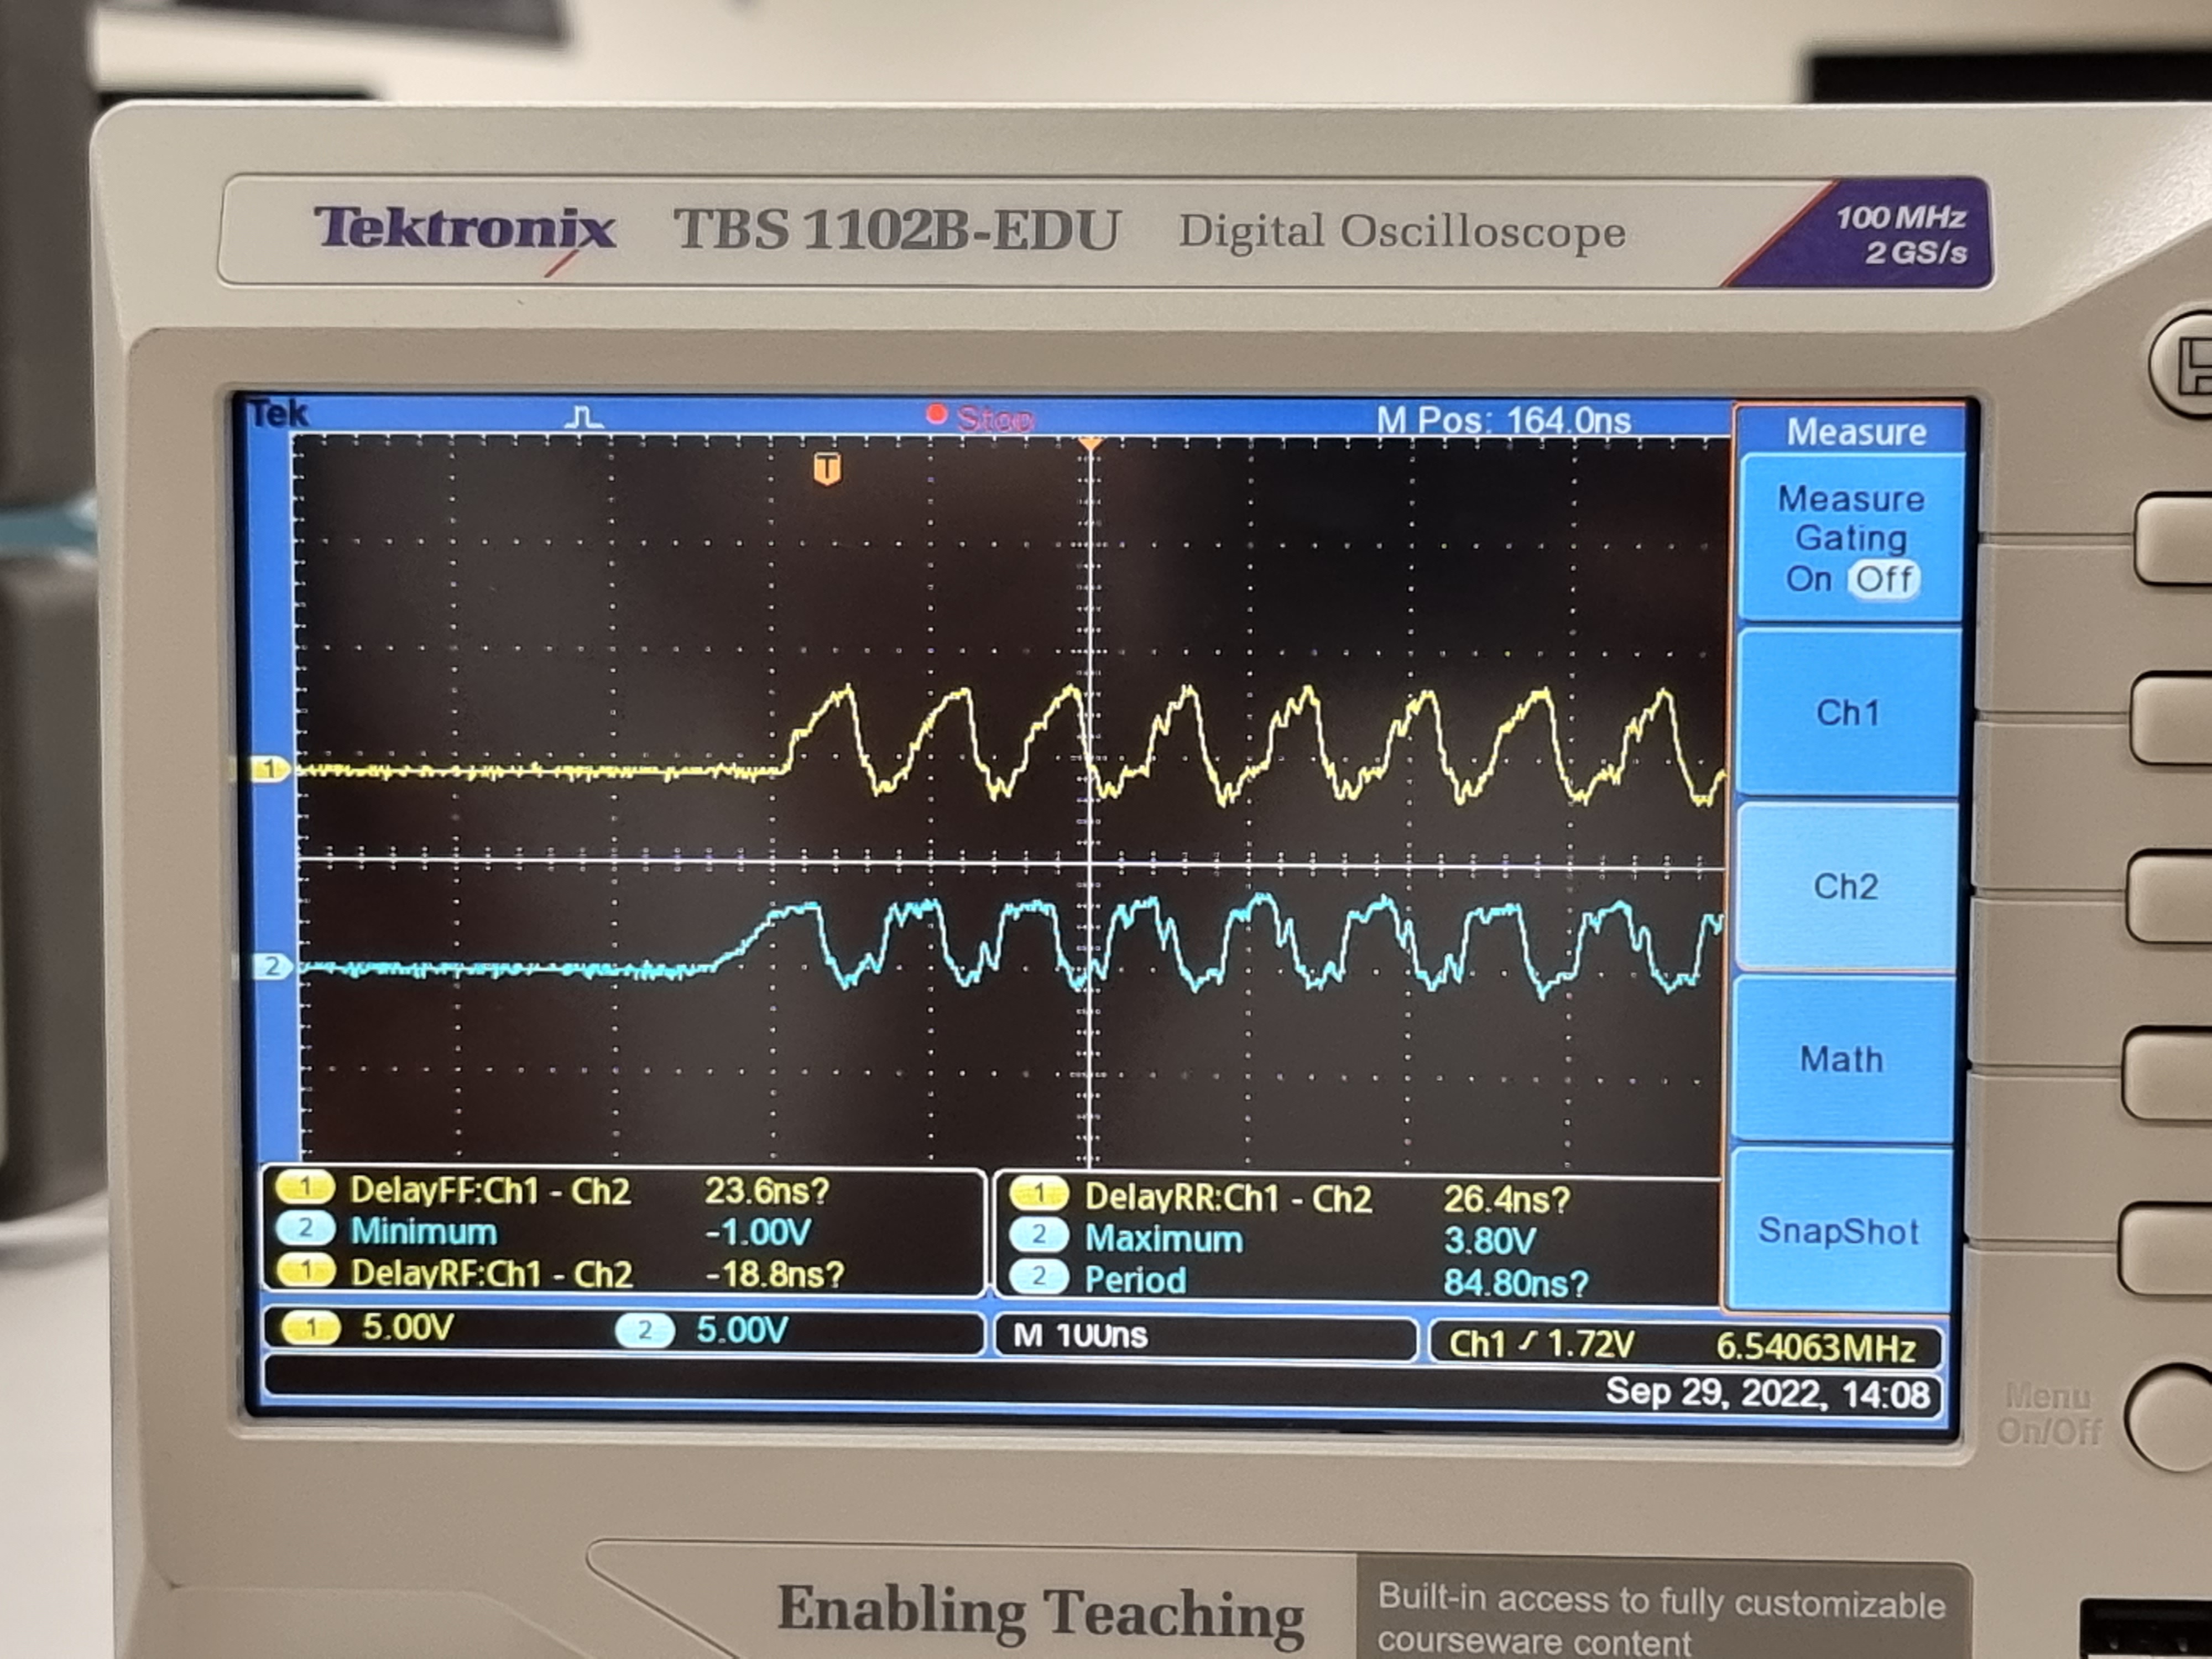 Tektronix TBS 1102B-EDU Digital Oscilloscope
100 MHz
2 GS/s
Tek Stop M Pos: 164.0ns
T
Measure
Measure
Gating
On Off
Ch1
Ch2
Math
SnapShot
1
2
1 DelayFF:Ch1 - Ch2 23.6ns?
2 Minimum -1.00V
1 DelayRF:Ch1 - Ch2 -18.8ns?
1 DelayRR:Ch1 - Ch2 26.4ns?
2 Maximum 3.80V
2 Period 84.80ns?
1 5.00V 2 5.00V M 100ns Ch1 1.72V 6.54063MHz
Sep 29, 2022, 14:08
Menu
On/Off
Enabling Teaching
Built-in access to fully customizable
courseware content